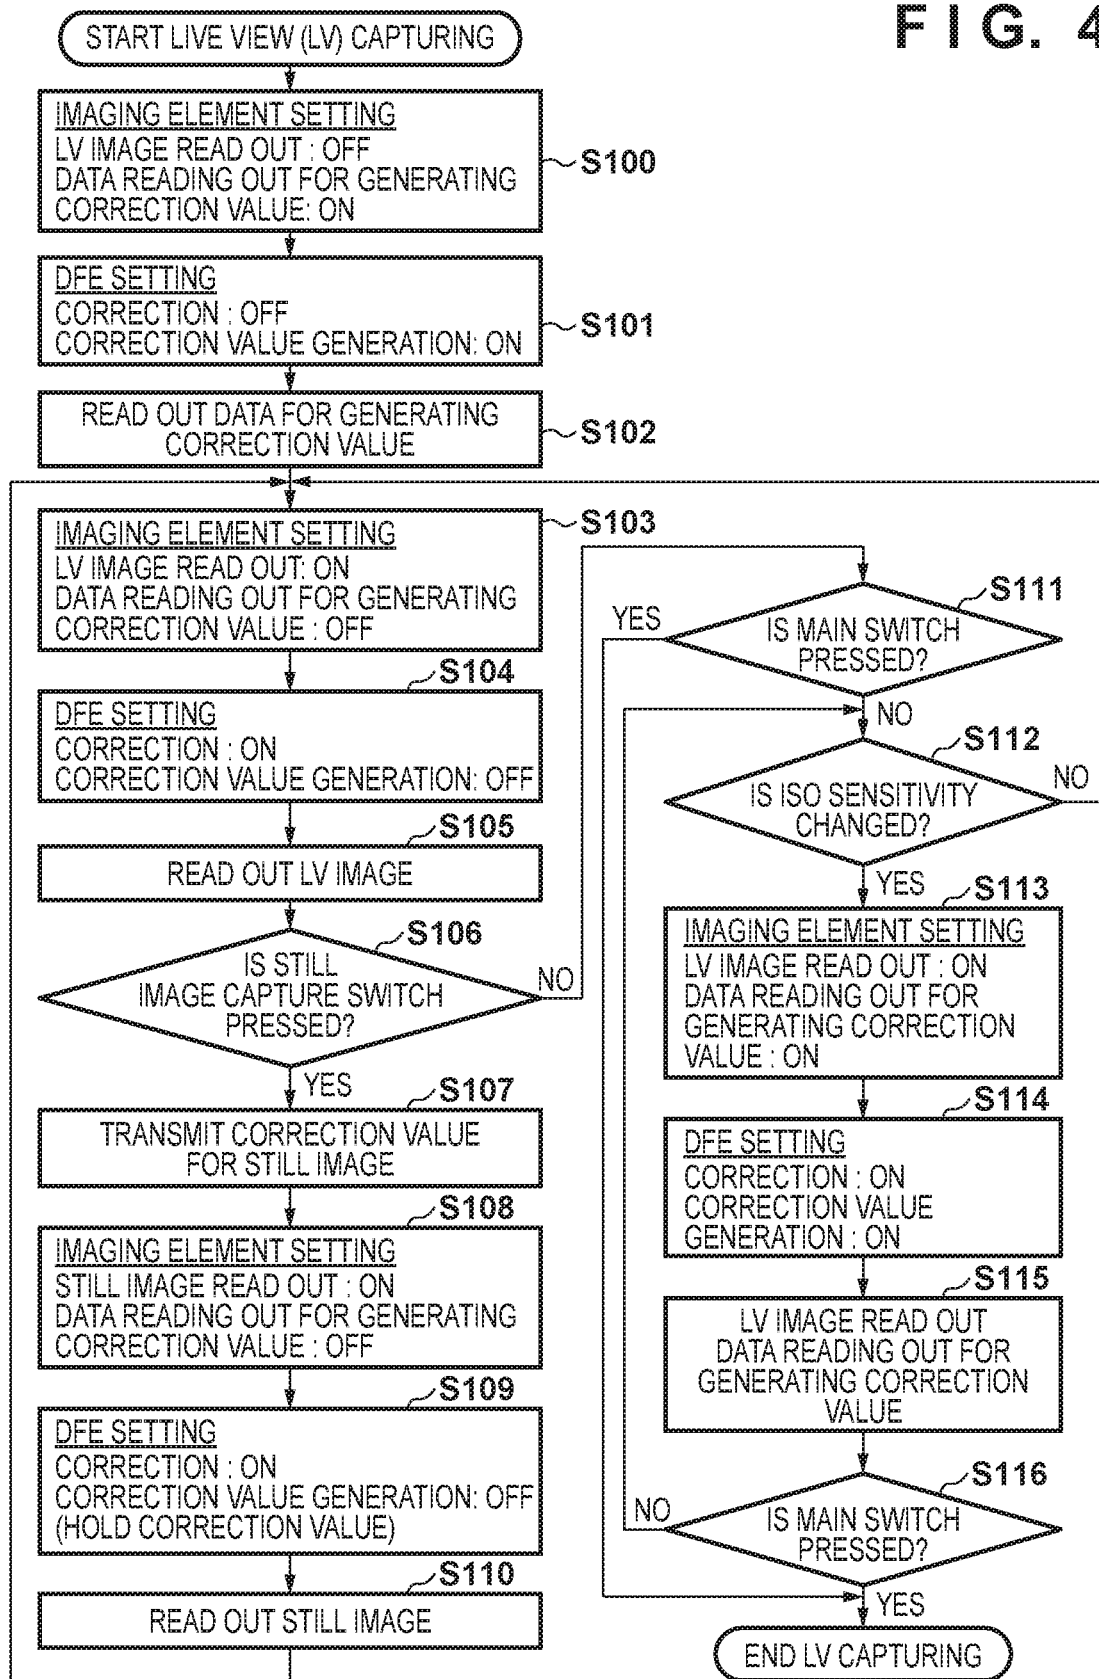 FIG. 4
START LIVE VIEW (LV) CAPTURING
IMAGING ELEMENT SETTING
LV IMAGE READ OUT : OFF
DATA READING OUT FOR GENERATING
CORRECTION VALUE: ON
S100
DFE SETTING
CORRECTION : OFF
CORRECTION VALUE GENERATION: ON
S101
READ OUT DATA FOR GENERATING
CORRECTION VALUE
S102
IMAGING ELEMENT SETTING
LV IMAGE READ OUT: ON
DATA READING OUT FOR GENERATING
CORRECTION VALUE : OFF
S103
S104
DFE SETTING
CORRECTION : ON
CORRECTION VALUE GENERATION: OFF
S105
READ OUT LV IMAGE
S106
IS STILL
IMAGE CAPTURE SWITCH
PRESSED?
NO
YES
S107
TRANSMIT CORRECTION VALUE
FOR STILL IMAGE
S108
IMAGING ELEMENT SETTING
STILL IMAGE READ OUT : ON
DATA READING OUT FOR GENERATING
CORRECTION VALUE : OFF
S109
DFE SETTING
CORRECTION : ON
CORRECTION VALUE GENERATION: OFF
(HOLD CORRECTION VALUE)
S110
READ OUT STILL IMAGE
S111
YES
IS MAIN SWITCH
PRESSED?
NO
S112
IS ISO SENSITIVITY
CHANGED?
NO
YES
S113
IMAGING ELEMENT SETTING
LV IMAGE READ OUT : ON
DATA READING OUT FOR
GENERATING CORRECTION
VALUE : ON
S114
DFE SETTING
CORRECTION : ON
CORRECTION VALUE
GENERATION : ON
S115
LV IMAGE READ OUT
DATA READING OUT FOR
GENERATING CORRECTION
VALUE
S116
NO
IS MAIN SWITCH
PRESSED?
YES
END LV CAPTURING